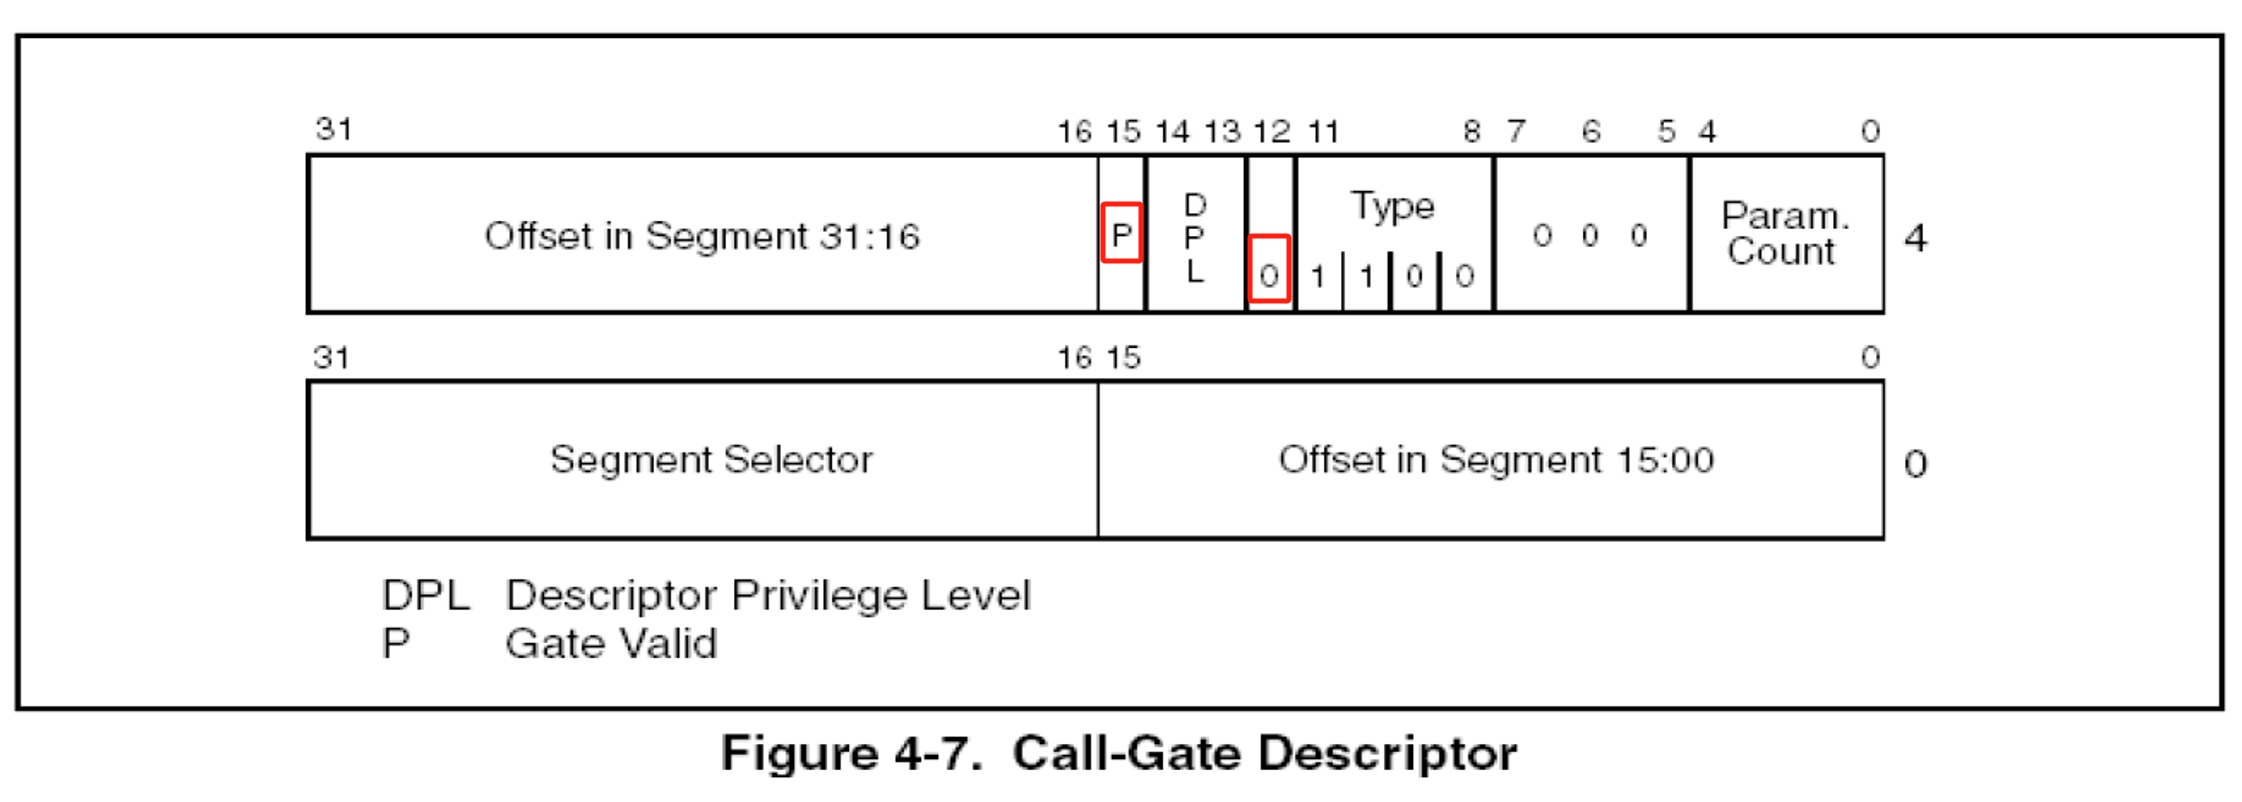 31 16 15 14 13 12 11 8 7 6 5 4 0
Offset in Segment 31:16 P D P L 0 Type 1 1 0 0 0 0 0 Param. Count 4
31 16 15 0
Segment Selector Offset in Segment 15:00 0
DPL Descriptor Privilege Level
P Gate Valid
Figure 4-7. Call-Gate Descriptor